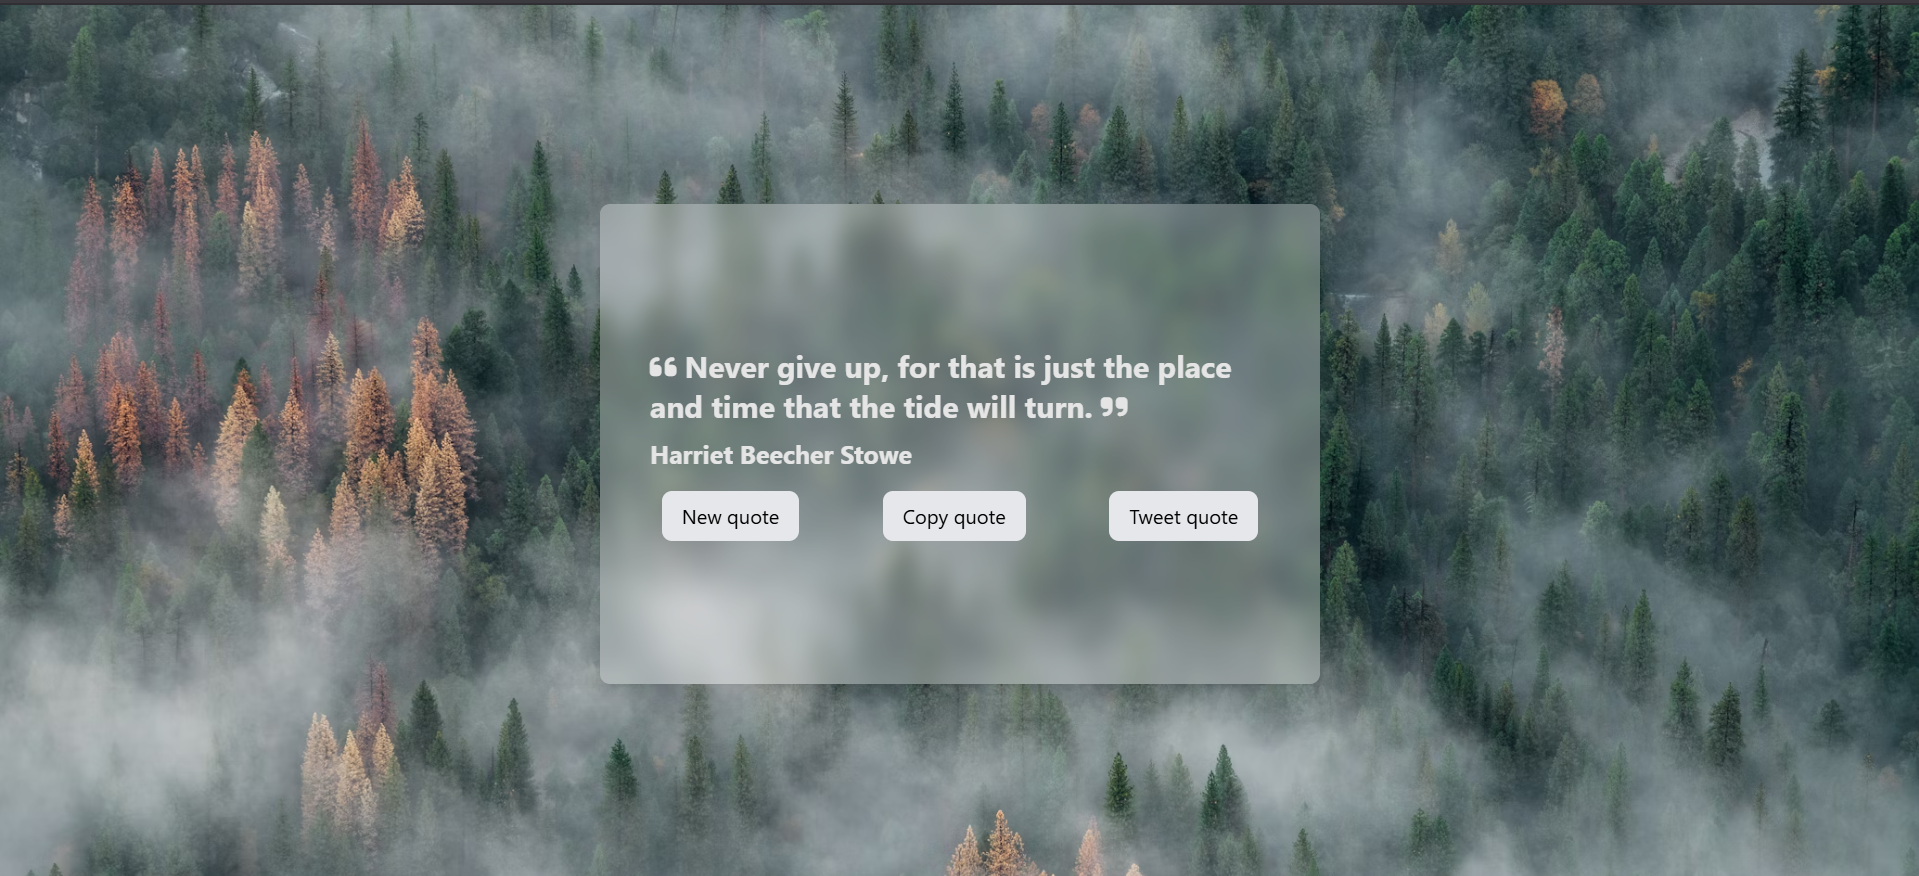 ❝ Never give up, for that is just the place
and time that the tide will turn. ❞
Harriet Beecher Stowe
New quote
Copy quote
Tweet quote